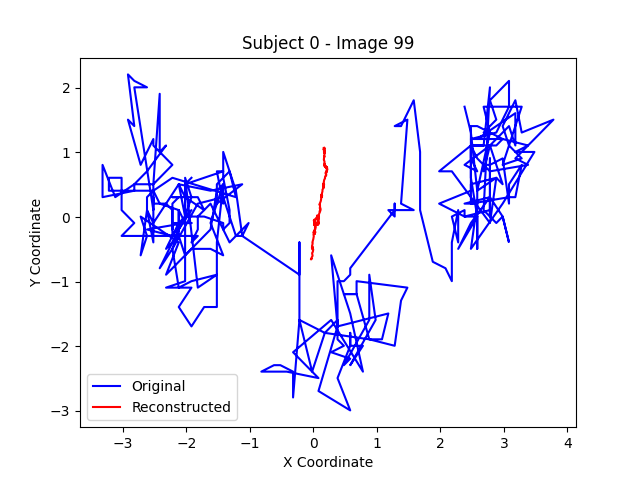 Subject 0 - Image 99
Y Coordinate
2
1
0
−1
−2
−3
Original
Reconstructed
−3 −2 −1 0 1 2 3 4
X Coordinate